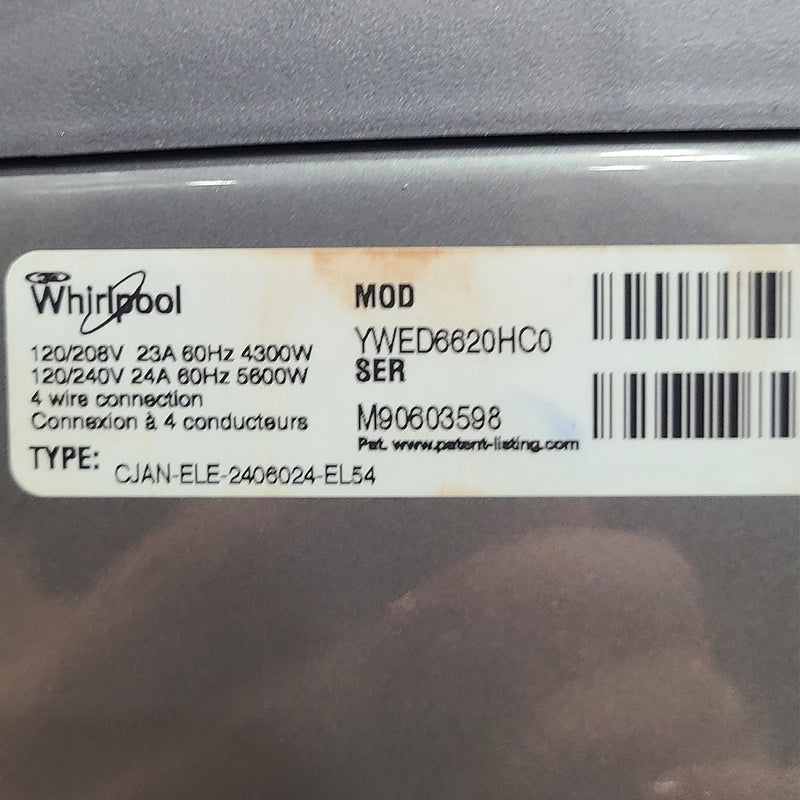 Whirlpool
120/208V 23A 60Hz 4300W
120/240V 24A 60Hz 5600W
4 wire connection
Connexion à 4 conducteurs
TYPE: CJAN-ELE-2406024-EL54
MOD
YWED6620HC0
SER
M90603598
Pat. www.patent-listing.com